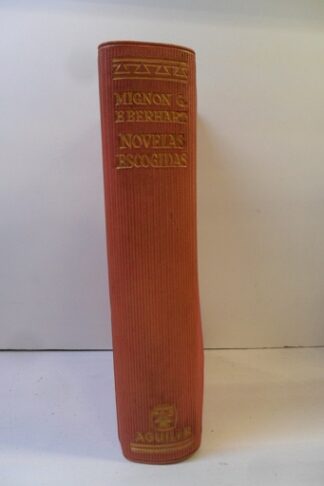 MIGNON G.
EBERHART
NOVELAS
ESCOGIDAS
AGUILAR